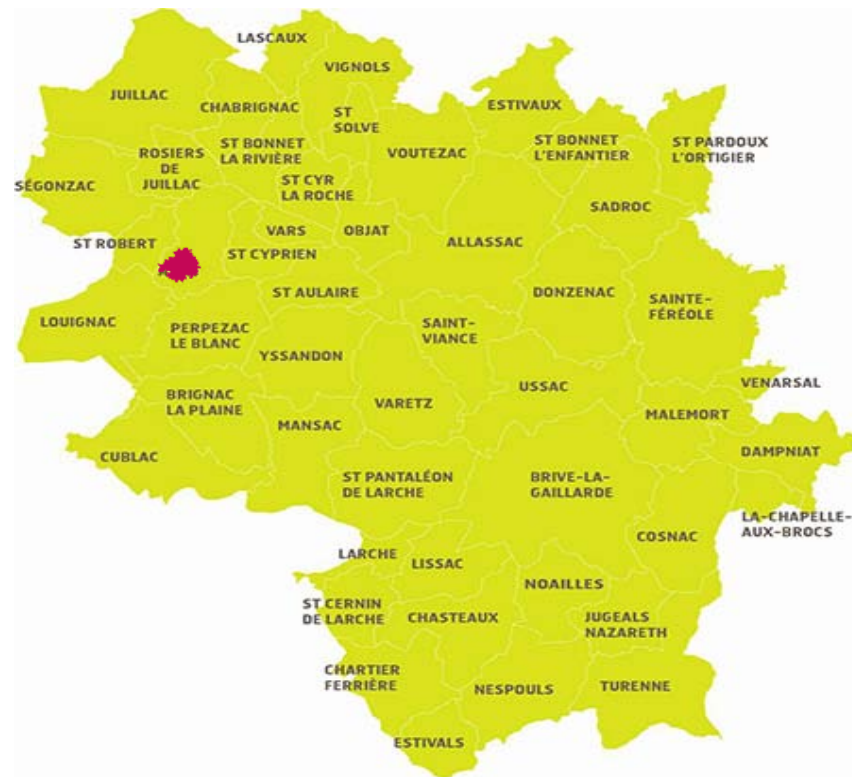 LASCAUX
VIGNOLS
JUILLAC
CHABRIGNAC
ESTIVAUX
ST
SOLVE
ST BONNET
LA RIVIÈRE
VOUTEZAC
ST BONNET
L'ENFANTIER
ST PARDOUX
L'ORTIGIER
ROSIERS
DE
JUILLAC
SÉGONZAC
ST CYR
LA ROCHE
SADROC
ST ROBERT
VARS
OBJAT
ALLASSAC
ST CYPRIEN
ST AULAIRE
DONZENAC
SAINTE-
FÉRÉOLE
LOUIGNAC
PERPEZAC
LE BLANC
SAINT-
VIANCE
YSSANDON
USSAC
VENARSAL
BRIGNAC
LA PLAINE
VARETZ
MALEMORT
MANSAC
CUBLAC
DAMPNIAT
ST PANTALÉON
DE LARCHE
BRIVE-LA-
GAILLARDE
LA-CHAPELLE-
AUX-BROCS
COSNAC
LARCHE
LISSAC
NOAILLES
ST CERNIN
DE LARCHE
CHASTEAUX
JUGEALS
NAZARETH
CHARTIER
FERRIÈRE
NESPOULS
TURENNE
ESTIVALS